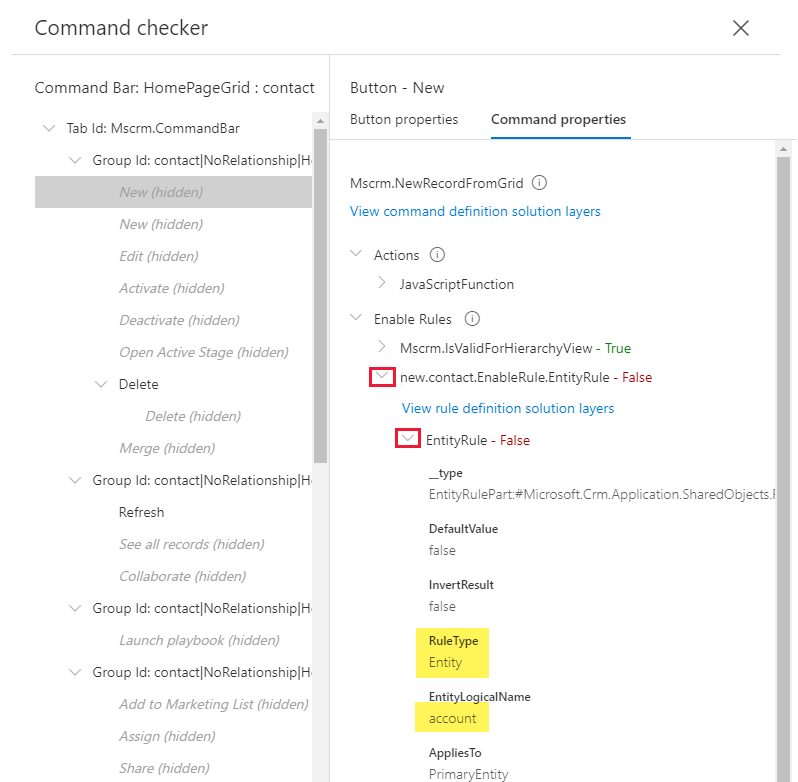 Command checker
Command Bar: HomePageGrid : contact
Tab Id: Mscrm.CommandBar
Group Id: contact|NoRelationship|H
New (hidden)
New (hidden)
Edit (hidden)
Activate (hidden)
Deactivate (hidden)
Open Active Stage (hidden)
Delete
Delete (hidden)
Merge (hidden)
Group Id: contact|NoRelationship|H
Refresh
See all records (hidden)
Collaborate (hidden)
Group Id: contact|NoRelationship|H
Launch playbook (hidden)
Group Id: contact|NoRelationship|H
Add to Marketing List (hidden)
Assign (hidden)
Share (hidden)
Button - New
Button properties
Command properties
Mscrm.NewRecordFromGrid
View command definition solution layers
Actions
JavaScriptFunction
Enable Rules
Mscrm.IsValidForHierarchyView - True
new.contact.EnableRule.EntityRule - False
View rule definition solution layers
EntityRule - False
__type
EntityRulePart:#Microsoft.Crm.Application.SharedObjects.
DefaultValue
false
InvertResult
false
RuleType
Entity
EntityLogicalName
account
AppliesTo
PrimaryEntity